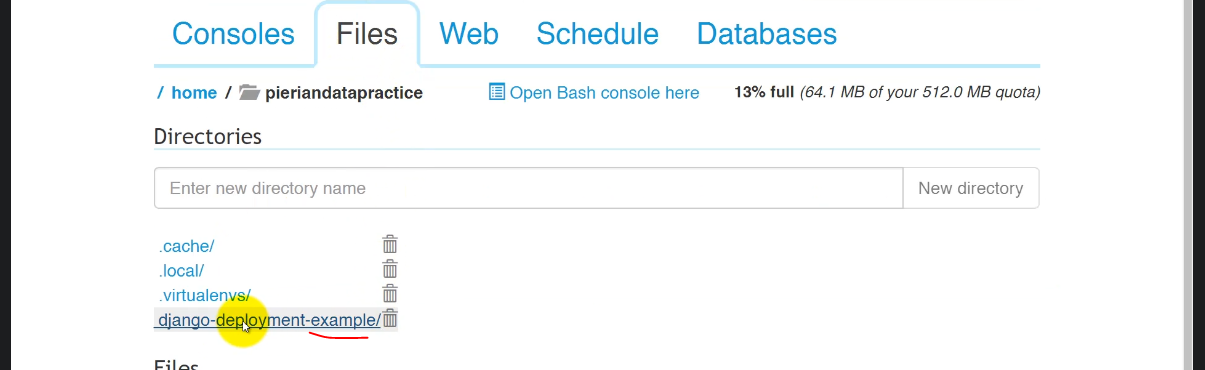 Consoles Files Web Schedule Databases
/ home / pieriandatapractice Open Bash console here 13% full (64.1 MB of your 512.0 MB quota)
Directories
Enter new directory name New directory
.cache/
.local/
.virtualenvs/
django-deployment-example/
Files